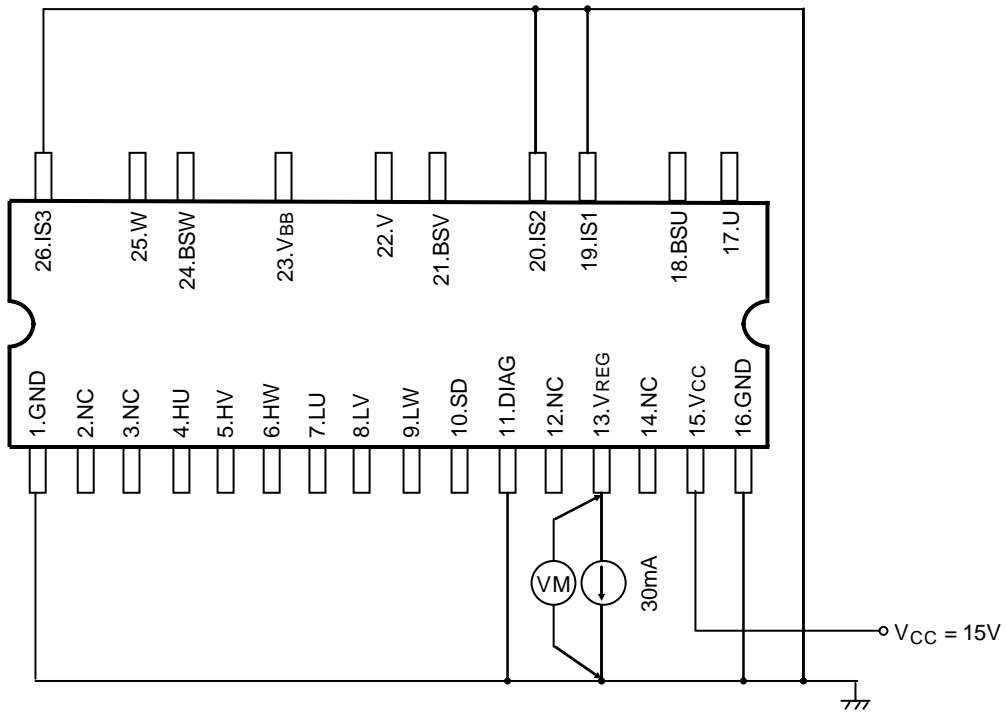 26.IS3
25.W
24.BSW
23.VBB
22.V
21.BSV
20.IS2
19.IS1
18.BSU
17.U
1.GND
2.NC
3.NC
4.HU
5.HV
6.HW
7.LU
8.LV
9.LW
10.SD
11.DIAG
12.NC
13.VREG
14.NC
15.VCC
16.GND
VM
30mA
VCC = 15V